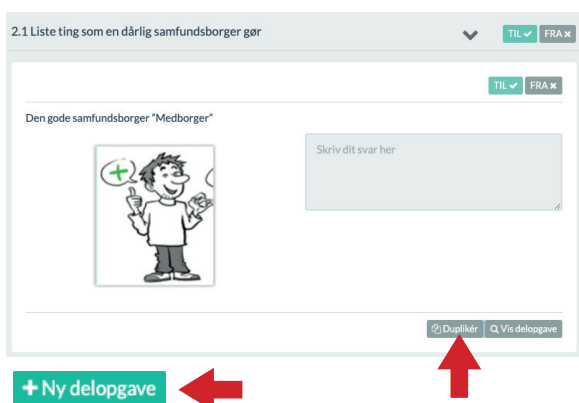 2.1 Liste ting som en dårlig samfundsborger gør
TIL ✔ FRA ✖
TIL ✔ FRA ✖
Den gode samfundsborger "Medborger"
Skriv dit svar her
Duplikér Vis delopgave
+ Ny delopgave